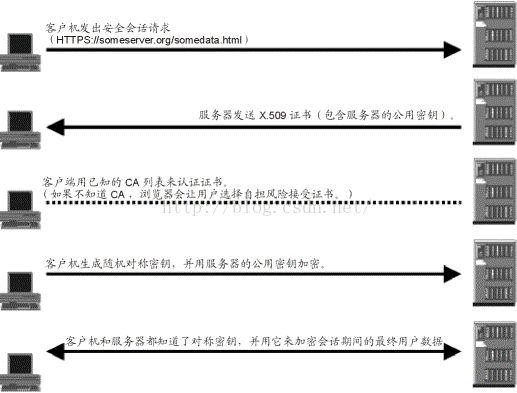 客户机发出安全会话请求
（HTTPS://someserver.org/somedata.html）
服务器发送 X.509 证书（包含服务器的公用密钥）。
客户端用已知的 CA 列表来认证证书。
（如果不知道 CA ，浏览器会让用户选择自担风险接受证书。）
http://blog.csdn.net/
客户机生成随机对称密钥，并用服务器的公用密钥加密。
客户机和服务器都知道了对称密钥，并用它来加密会话期间的最终用户数据